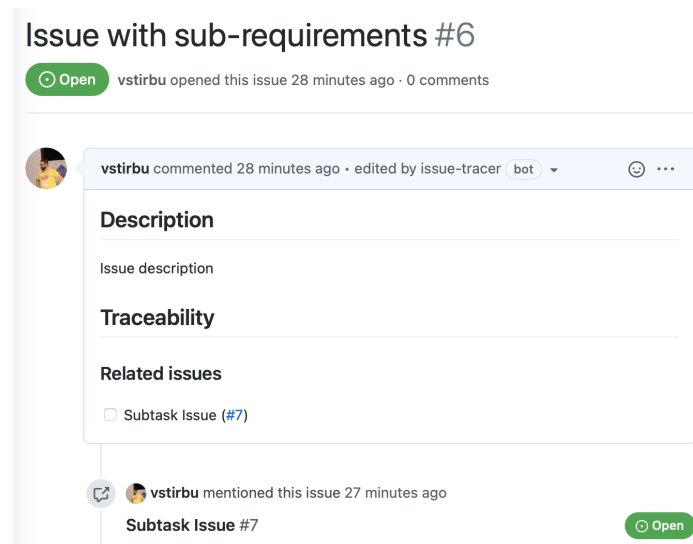 Issue with sub-requirements #6
Open vstirbu opened this issue 28 minutes ago · 0 comments
vstirbu commented 28 minutes ago • edited by issue-tracer bot
Description
Issue description
Traceability
Related issues
Subtask Issue (#7)
vstirbu mentioned this issue 27 minutes ago
Subtask Issue #7 Open